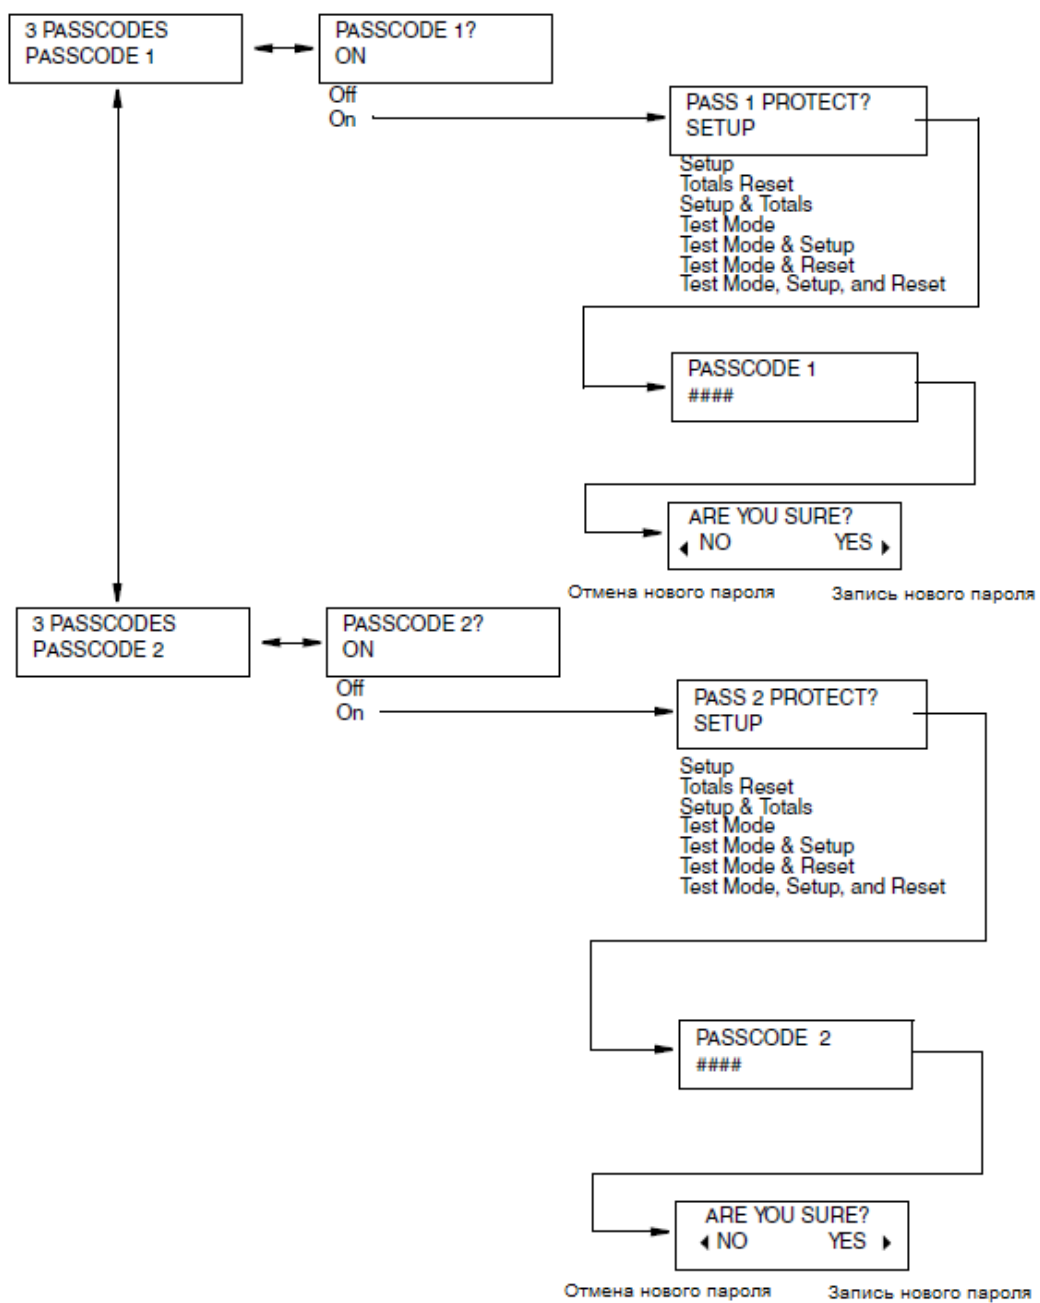 3 PASSCODES
PASSCODE 1
PASSCODE 1?
ON
Off
On
PASS 1 PROTECT?
SETUP
Setup
Totals Reset
Setup & Totals
Test Mode
Test Mode & Setup
Test Mode & Reset
Test Mode, Setup, and Reset
PASSCODE 1
####
ARE YOU SURE?
NO YES
Отмена нового пароля Запись нового пароля
3 PASSCODES
PASSCODE 2
PASSCODE 2?
ON
Off
On
PASS 2 PROTECT?
SETUP
Setup
Totals Reset
Setup & Totals
Test Mode
Test Mode & Setup
Test Mode & Reset
Test Mode, Setup, and Reset
PASSCODE 2
####
ARE YOU SURE?
NO YES
Отмена нового пароля Запись нового пароля